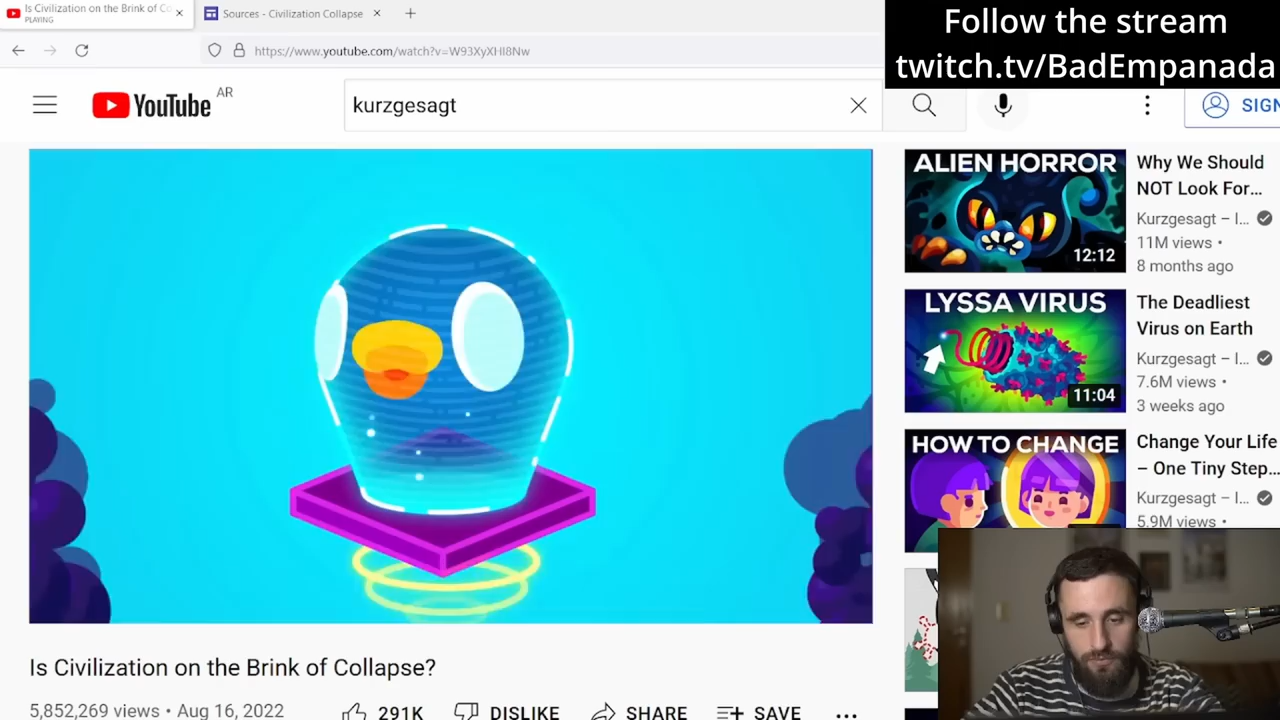 Is Civilization on the Brink of Co
PLAYING
Sources - Civilization Collapse
https://www.youtube.com/watch?v=W93XyXHI8Nw
Follow the stream
twitch.tv/BadEmpanada
YouTube
AR
kurzgesagt
SIGN
ALIEN HORROR
12:12
Why We Should
NOT Look For...
Kurzgesagt – I...
11M views •
8 months ago
LYSSA VIRUS
11:04
The Deadliest
Virus on Earth
Kurzgesagt – I...
7.6M views •
3 weeks ago
HOW TO CHANGE
Change Your Life
– One Tiny Step...
Kurzgesagt – I...
5.9M views •
Is Civilization on the Brink of Collapse?
5,852,269 views • Aug 16, 2022
291K
DISLIKE
SHARE
SAVE